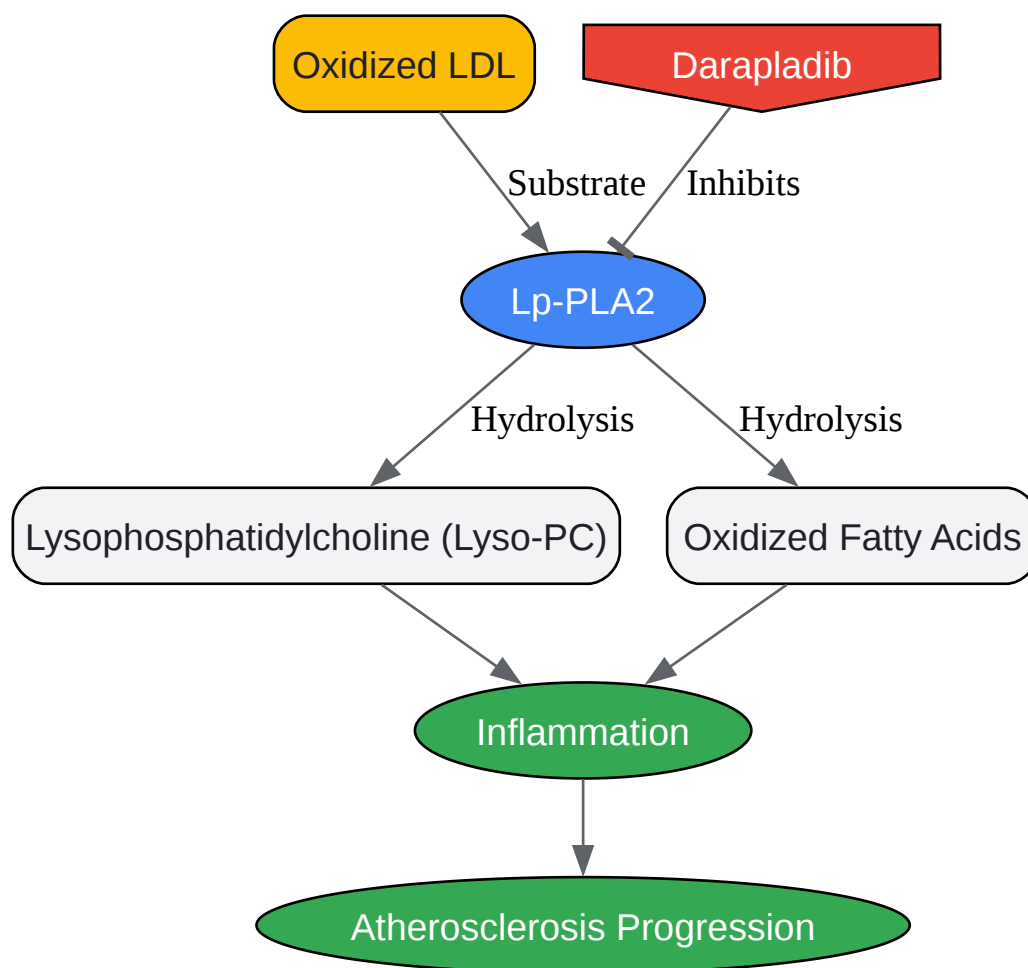 Oxidized LDL
Darapladib
Substrate
Inhibits
Lp-PLA2
Hydrolysis
Hydrolysis
Lysophosphatidylcholine (Lyso-PC)
Oxidized Fatty Acids
Inflammation
Atherosclerosis Progression